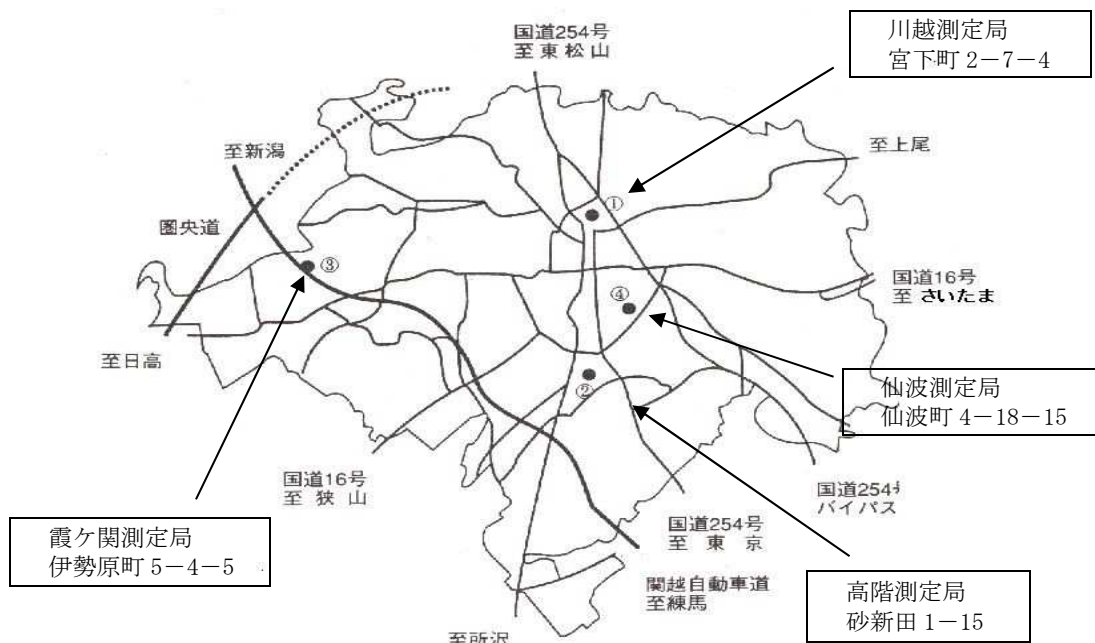 国道254号
至東松山
川越測定局
宮下町 2－7－4
至新潟
至上尾
①
圏央道
③
国道16号
至 さいたま
④
至日高
②
仙波測定局
仙波町 4－18－15
国道16号
至 狭 山
国道254号
バイパス
国道254号
至 東 京
霞ケ関測定局
伊勢原町 5－4－5
関越自動車道
至練馬
高階測定局
砂新田 1－15
至所沢